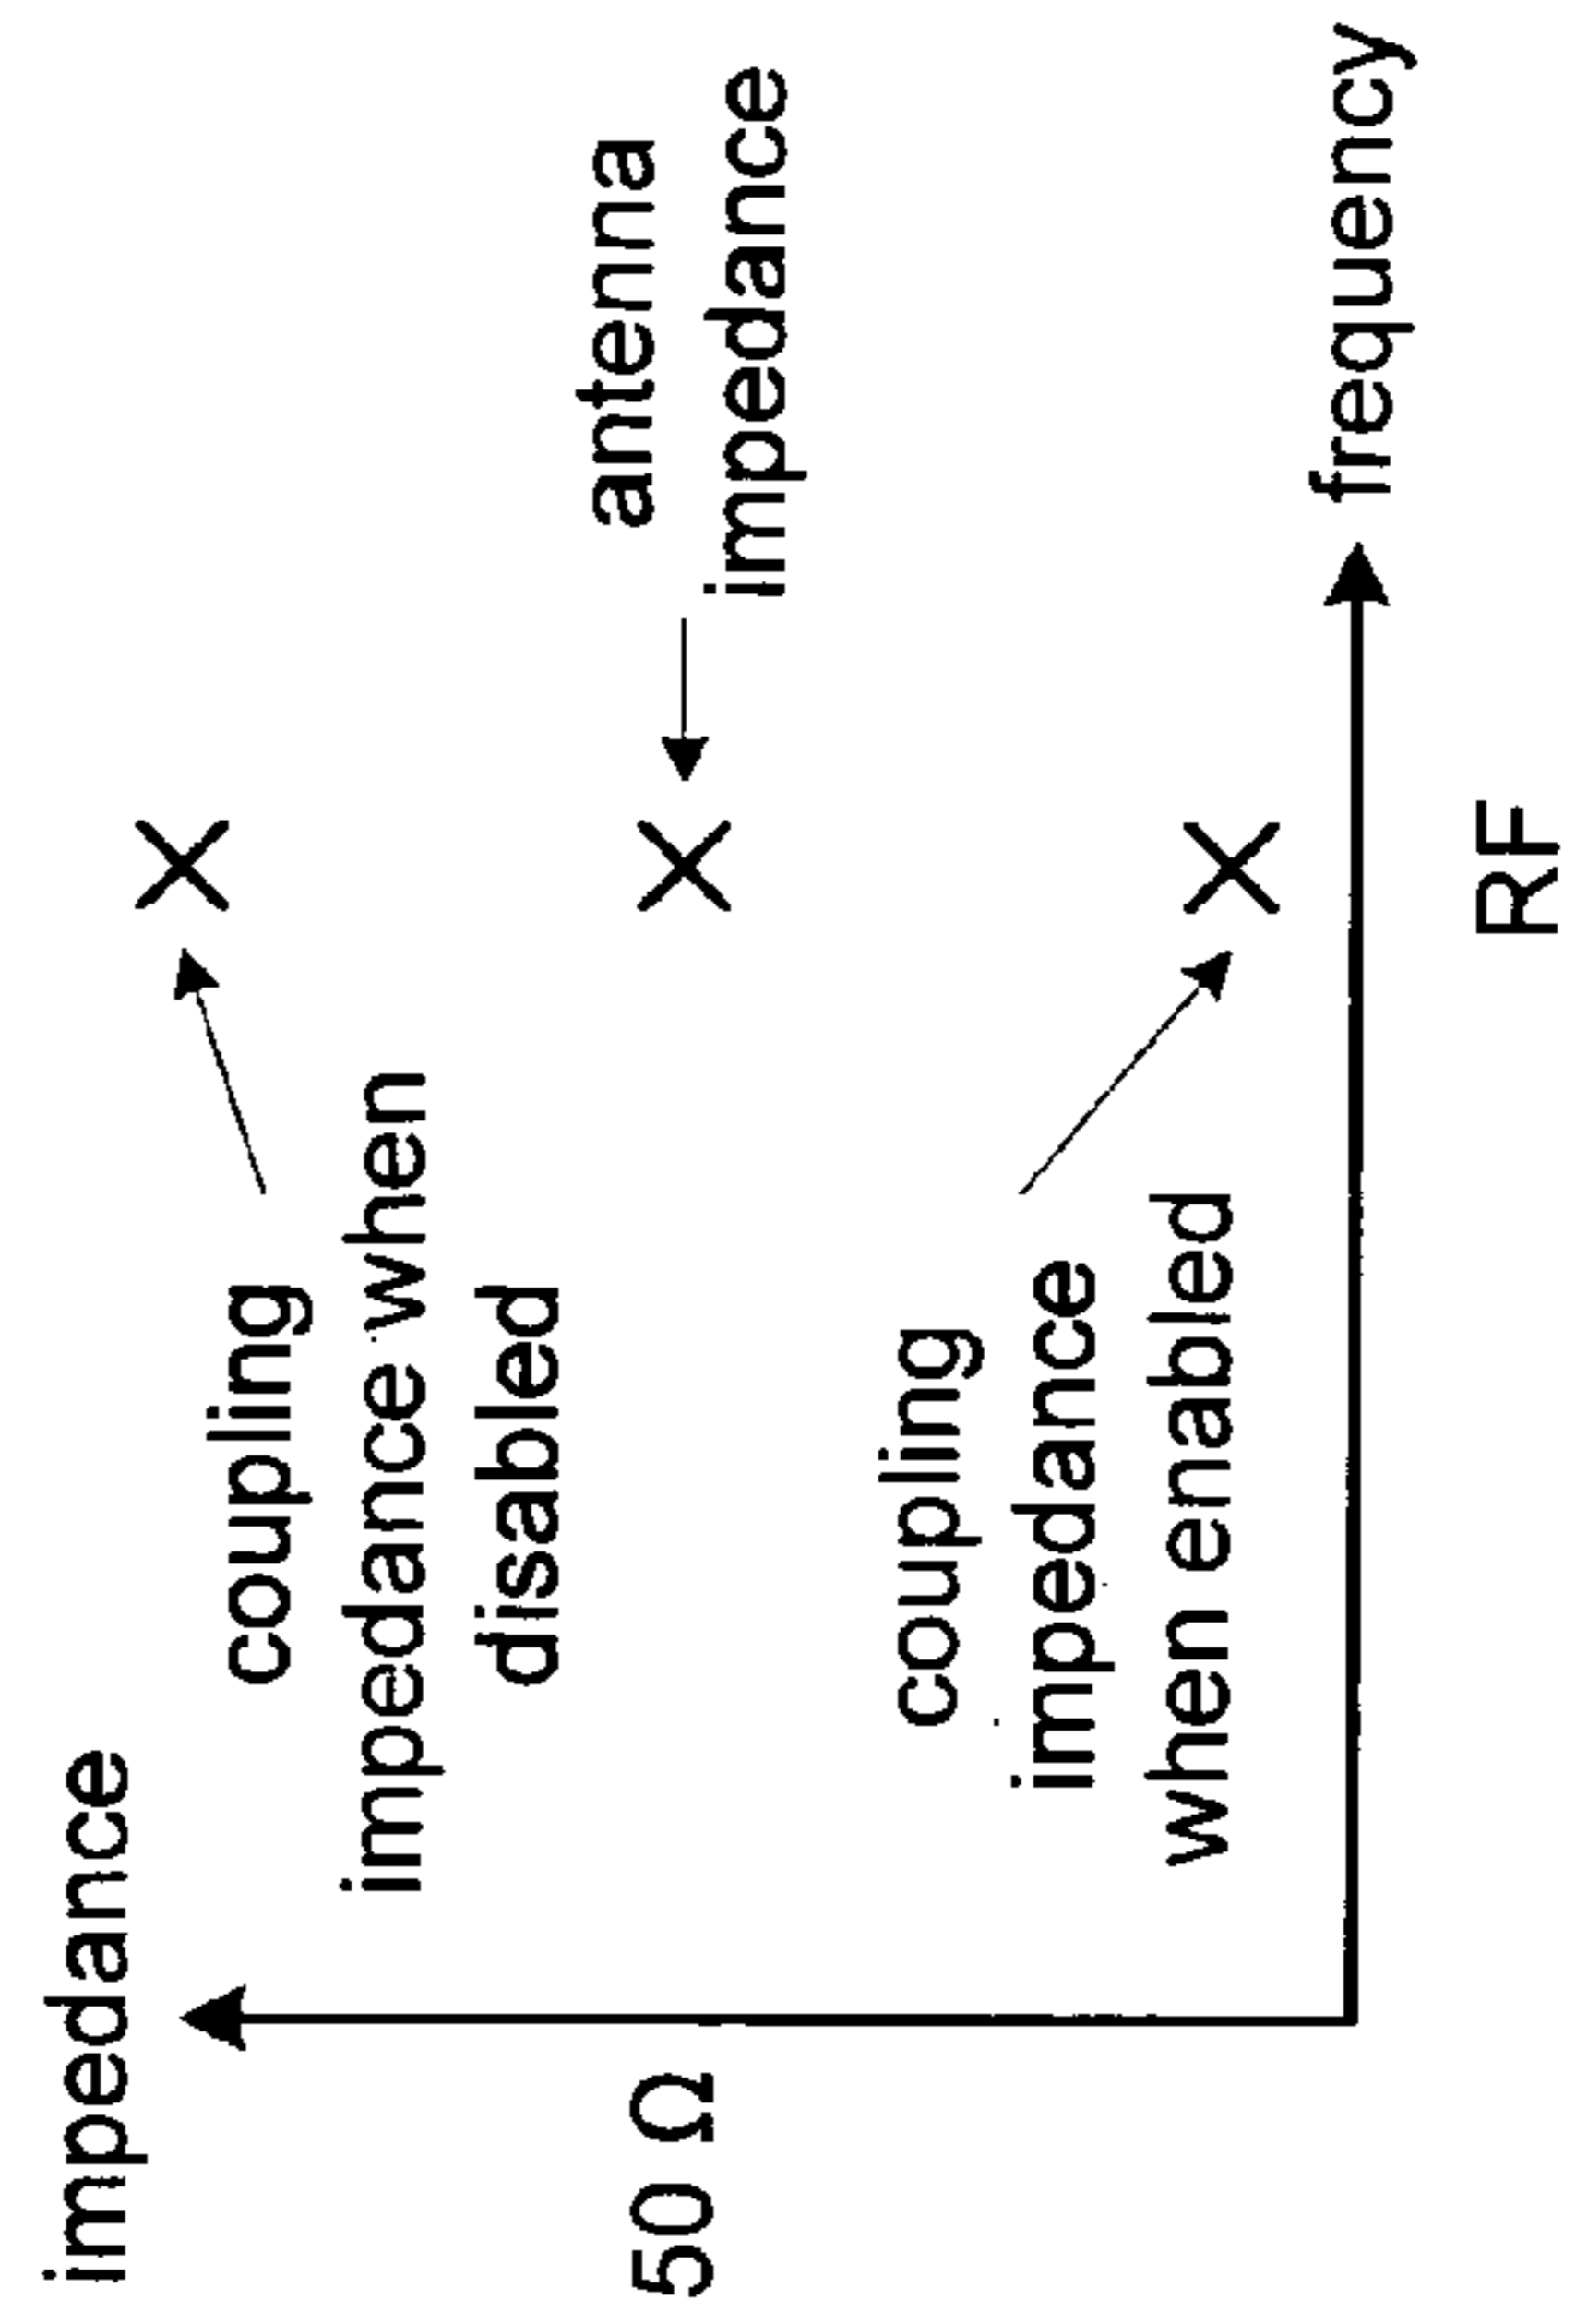 impedance
coupling
impedance when
disabled
50 Ω
antenna
impedance
coupling
impedance
when enabled
frequency
RF